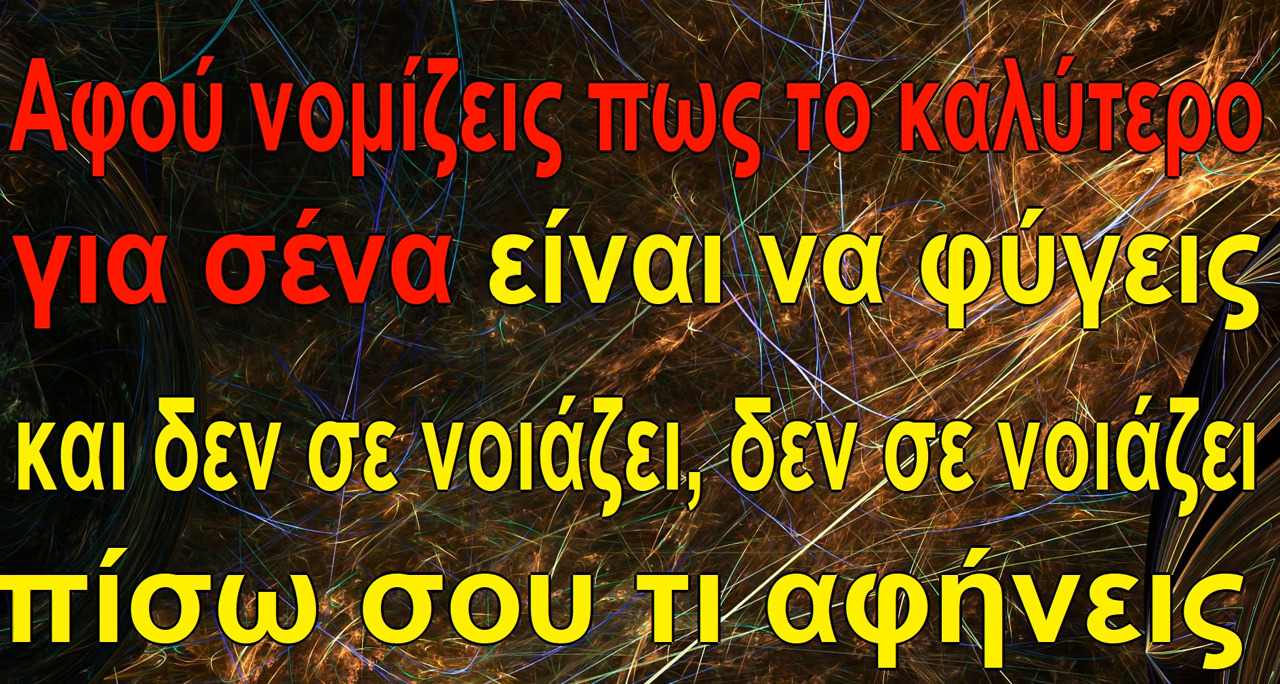 Αφού νομίζεις πως το καλύτερο
για σένα είναι να φύγεις
και δεν σε νοιάζει, δεν σε νοιάζει
πίσω σου τι αφήνεις